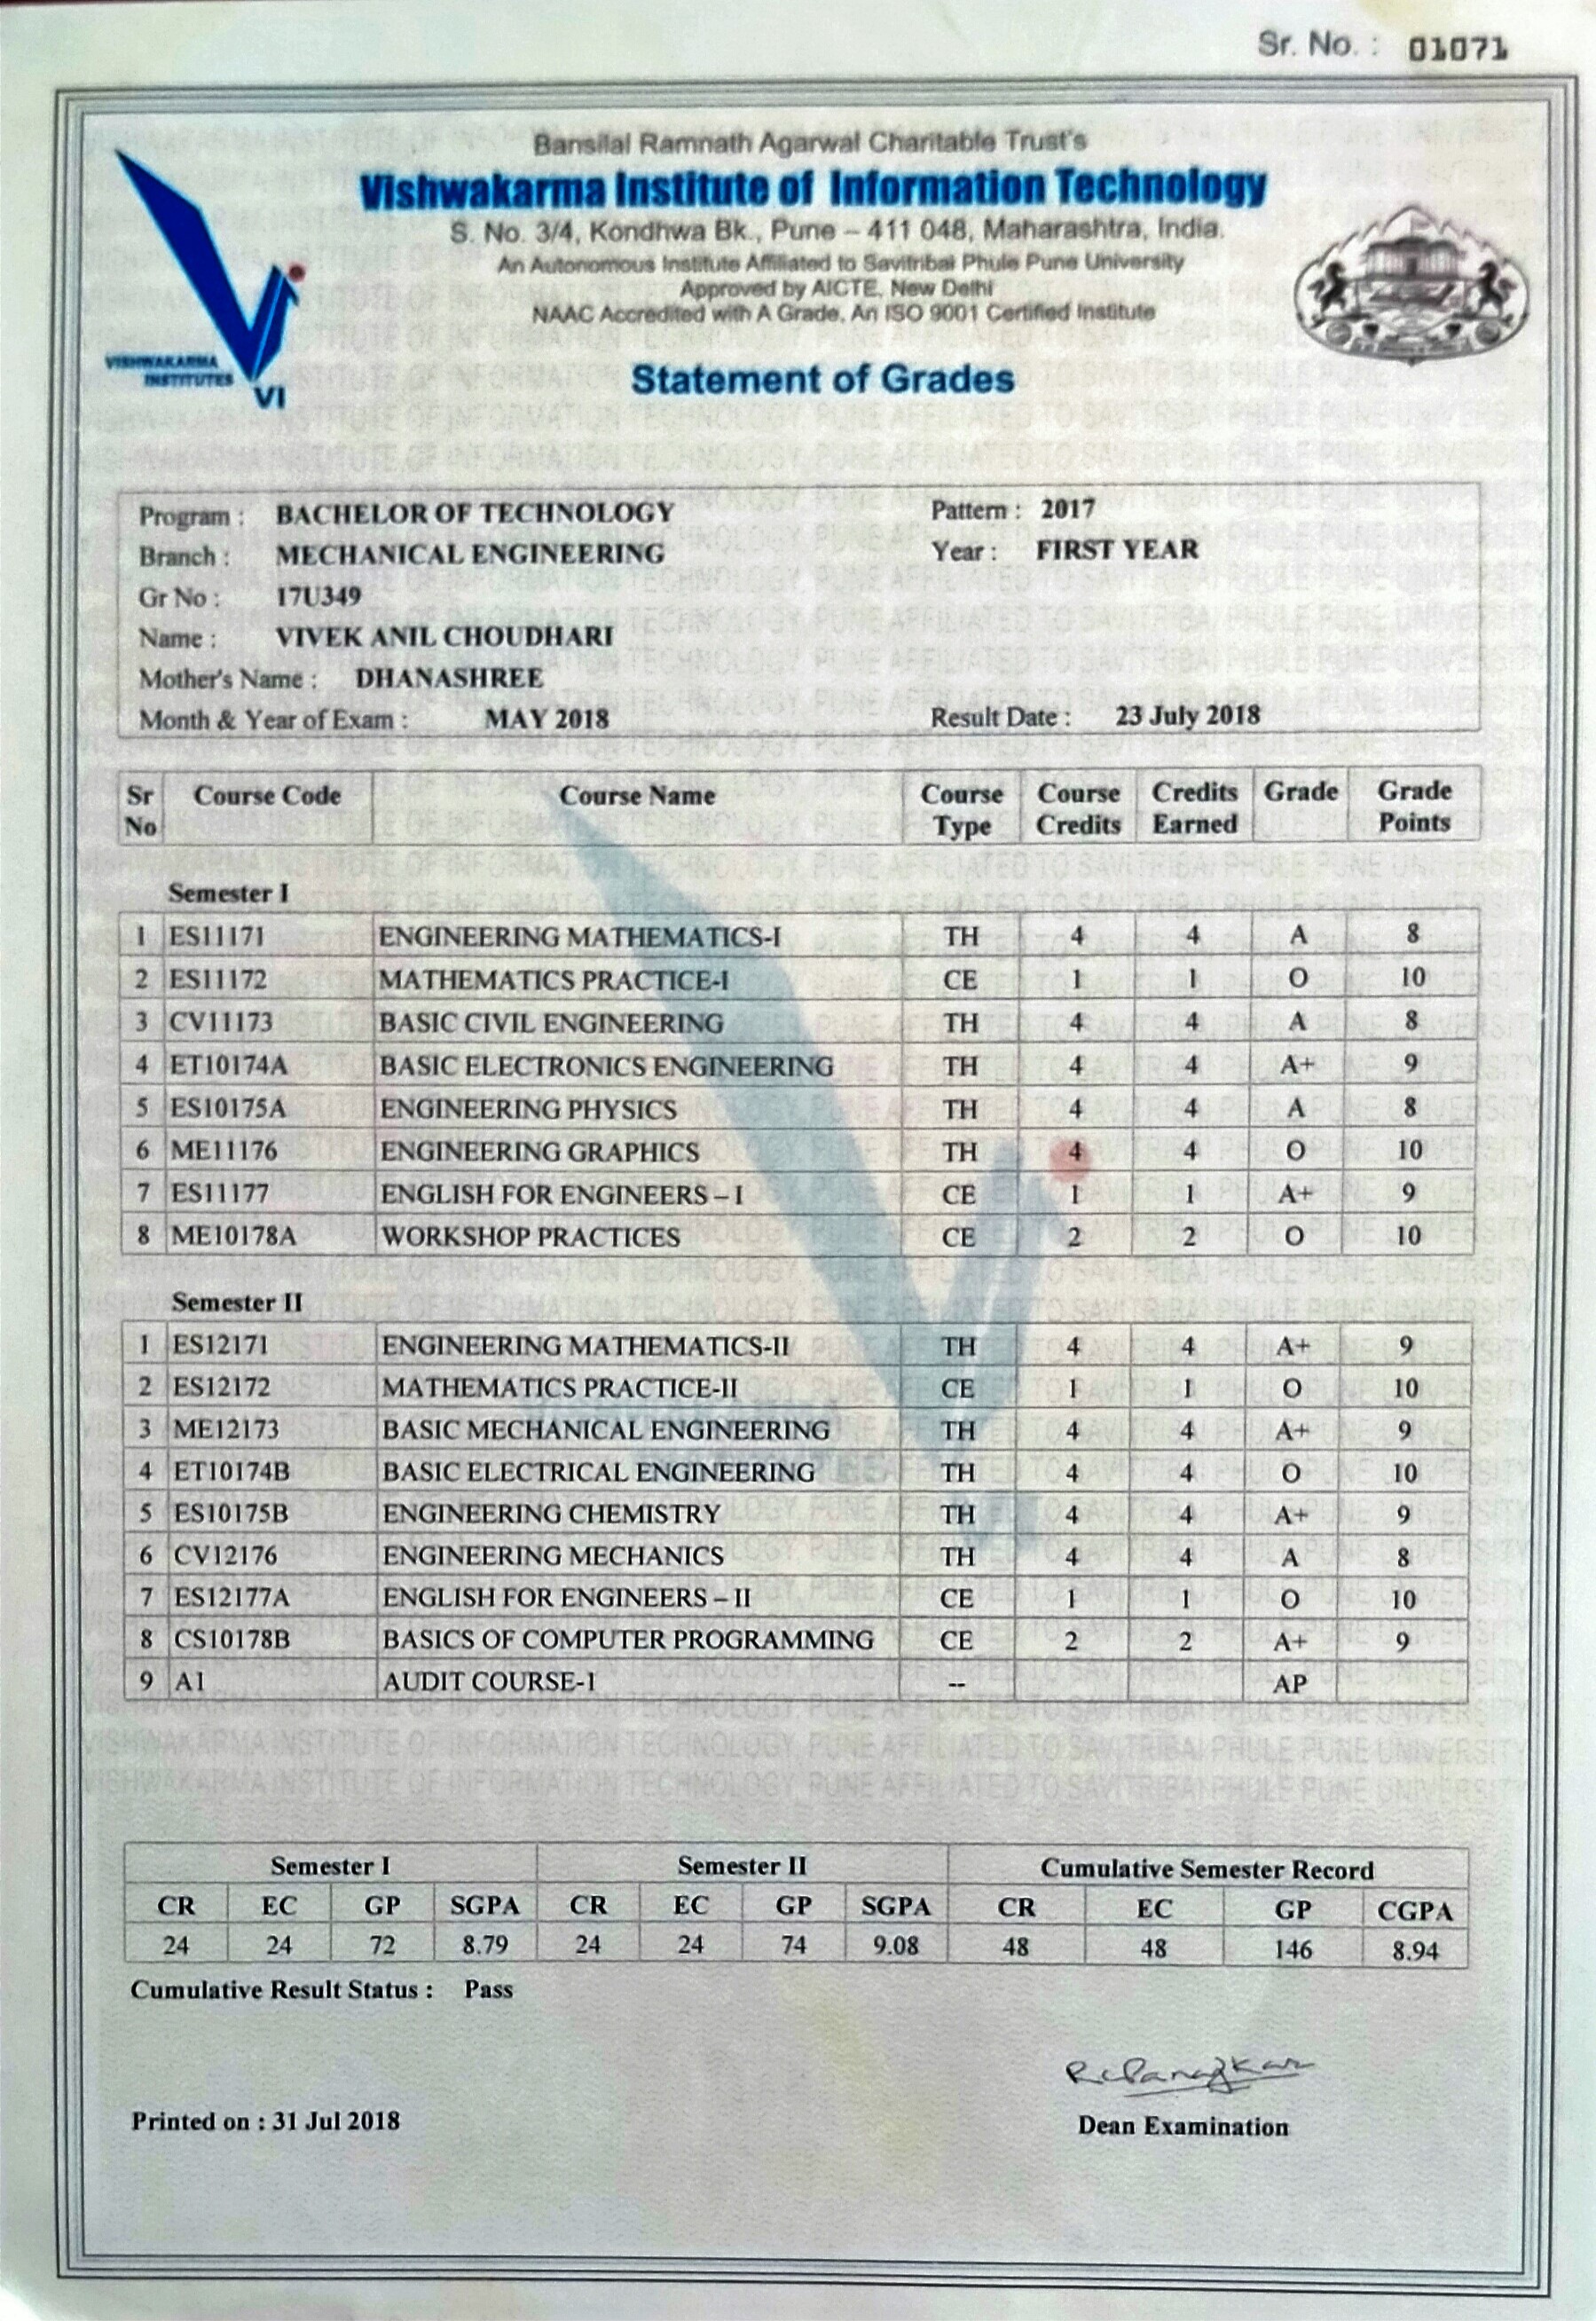 Sr. No. : 01071
Bansilal Ramnath Agarwal Charitable Trust's
Vishwakarma Institute of Information Technology
S. No. 3/4, Kondhwa Bk., Pune – 411 048, Maharashtra, India.
An Autonomous Institute Affiliated to Savitribai Phule Pune University
Approved by AICTE, New Delhi
NAAC Accredited with A Grade, An ISO 9001 Certified Institute
VISHWAKARMA
INSTITUTES
VI
Statement of Grades
Program : BACHELOR OF TECHNOLOGY Pattern : 2017
Branch : MECHANICAL ENGINEERING Year : FIRST YEAR
Gr No : 17U349
Name : VIVEK ANIL CHOUDHARI
Mother's Name : DHANASHREE
Month & Year of Exam : MAY 2018 Result Date : 23 July 2018
Sr Course Code Course Name Course Course Credits Grade Grade
No Type Credits Earned Points
Semester I
1 ES11171 ENGINEERING MATHEMATICS-I TH 4 4 A 8
2 ES11172 MATHEMATICS PRACTICE-I CE 1 1 O 10
3 CV11173 BASIC CIVIL ENGINEERING TH 4 4 A 8
4 ET10174A BASIC ELECTRONICS ENGINEERING TH 4 4 A+ 9
5 ES10175A ENGINEERING PHYSICS TH 4 4 A 8
6 ME11176 ENGINEERING GRAPHICS TH 4 4 O 10
7 ES11177 ENGLISH FOR ENGINEERS – I CE 1 1 A+ 9
8 ME10178A WORKSHOP PRACTICES CE 2 2 O 10
Semester II
1 ES12171 ENGINEERING MATHEMATICS-II TH 4 4 A+ 9
2 ES12172 MATHEMATICS PRACTICE-II CE 1 1 O 10
3 ME12173 BASIC MECHANICAL ENGINEERING TH 4 4 A+ 9
4 ET10174B BASIC ELECTRICAL ENGINEERING TH 4 4 O 10
5 ES10175B ENGINEERING CHEMISTRY TH 4 4 A+ 9
6 CV12176 ENGINEERING MECHANICS TH 4 4 A 8
7 ES12177A ENGLISH FOR ENGINEERS – II CE 1 1 O 10
8 CS10178B BASICS OF COMPUTER PROGRAMMING CE 2 2 A+ 9
9 A1 AUDIT COURSE-1 -- AP
Semester I Semester II Cumulative Semester Record
CR EC GP SGPA CR EC GP SGPA CR EC GP CGPA
24 24 72 8.79 24 24 74 9.08 48 48 146 8.94
Cumulative Result Status : Pass
Printed on : 31 Jul 2018
Dean Examination